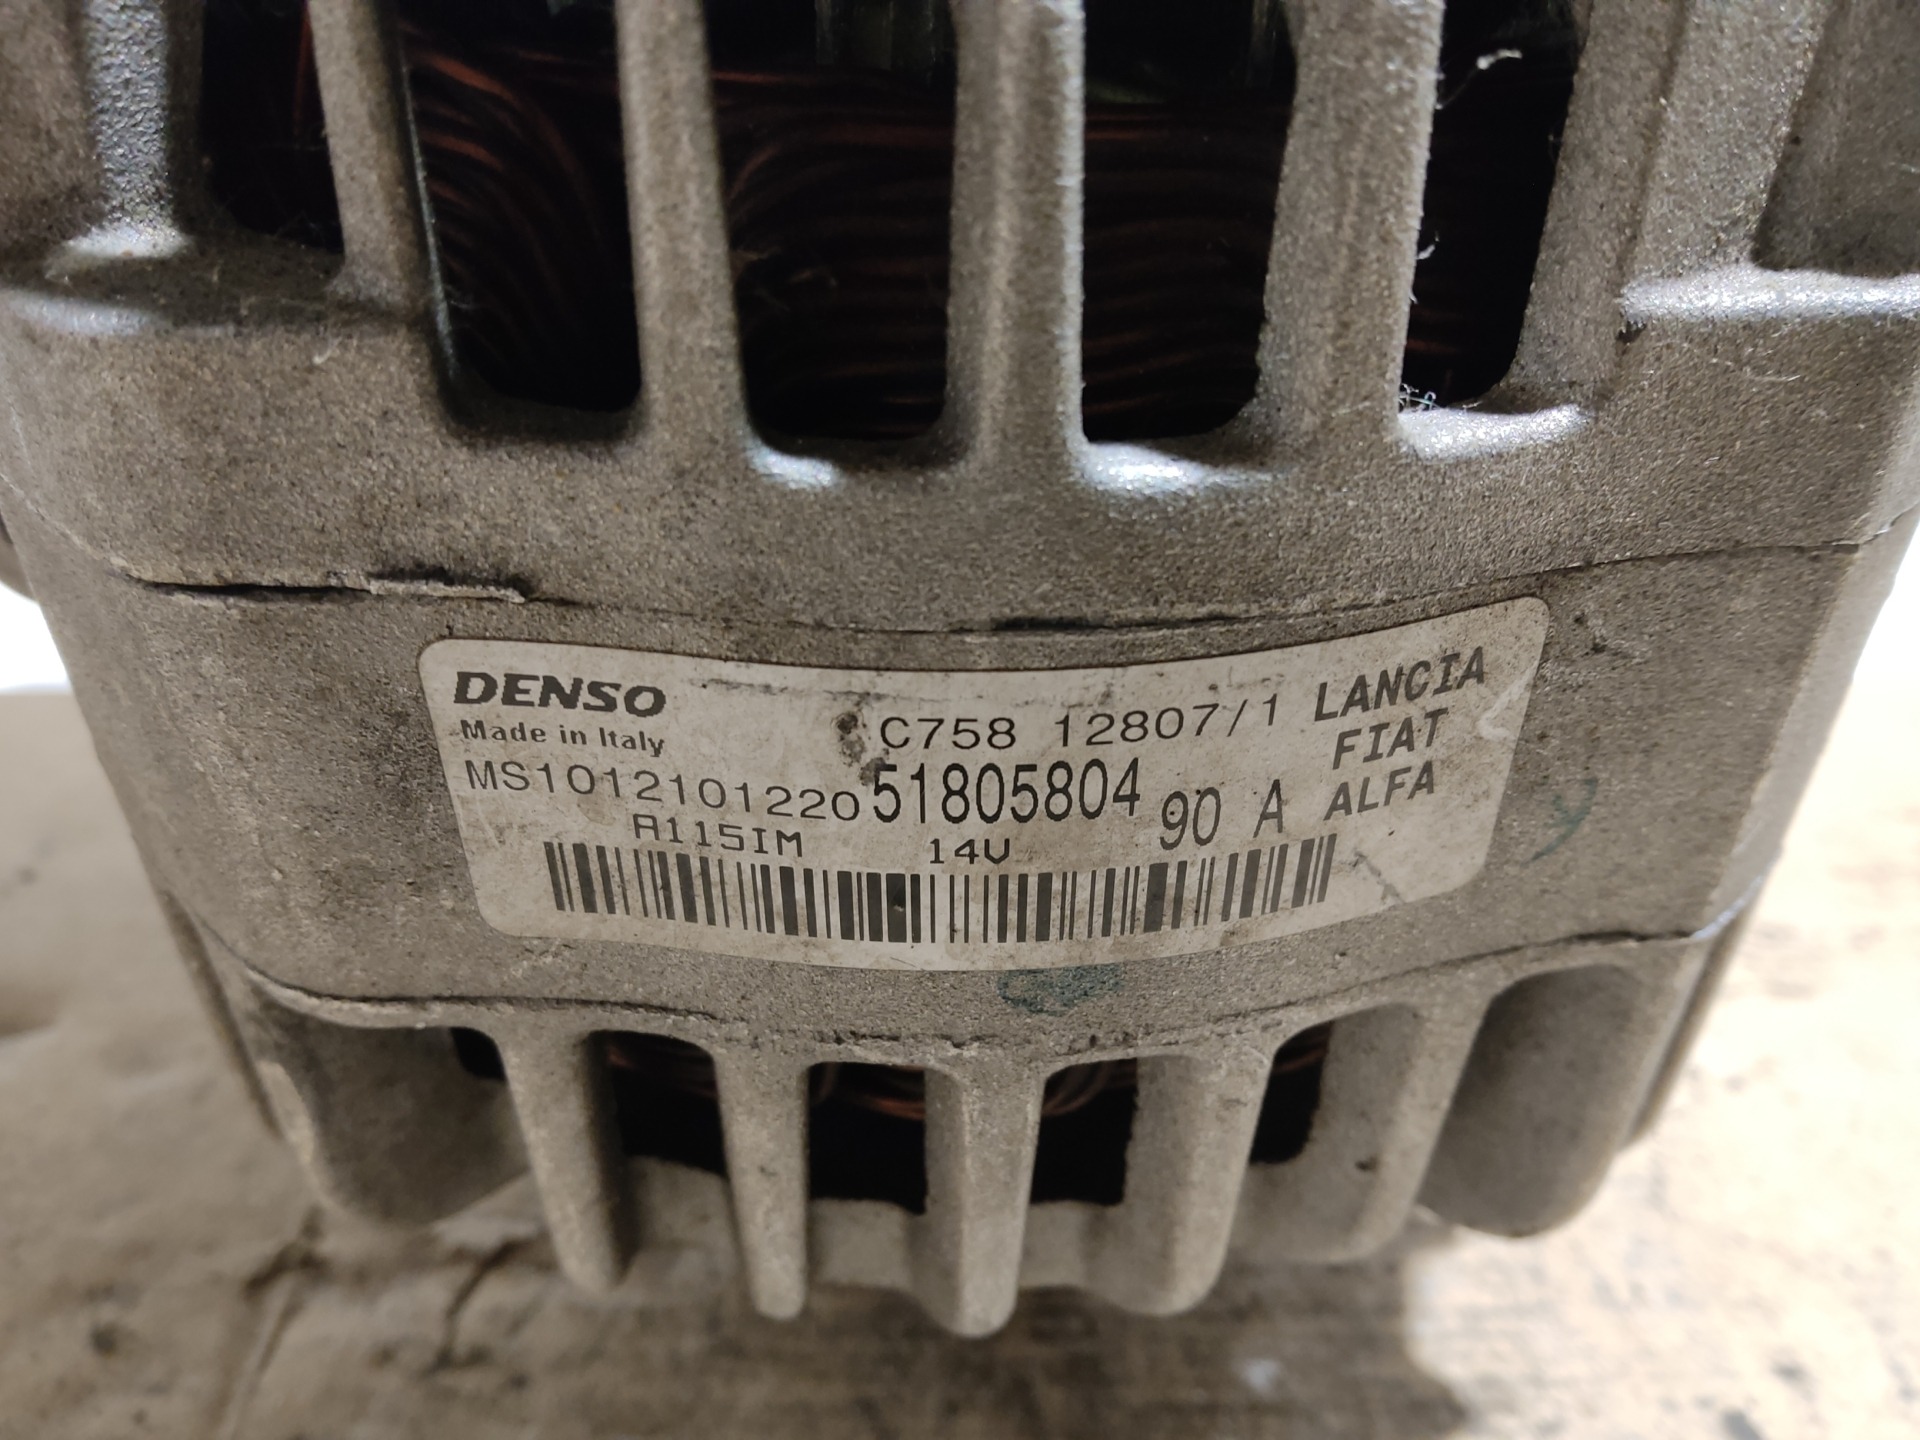 DENSO
Made in Italy
C758 12807/1
LANCIA
FIAT
ALFA
MS1012101220
51805804
90 A
A115IM
14V